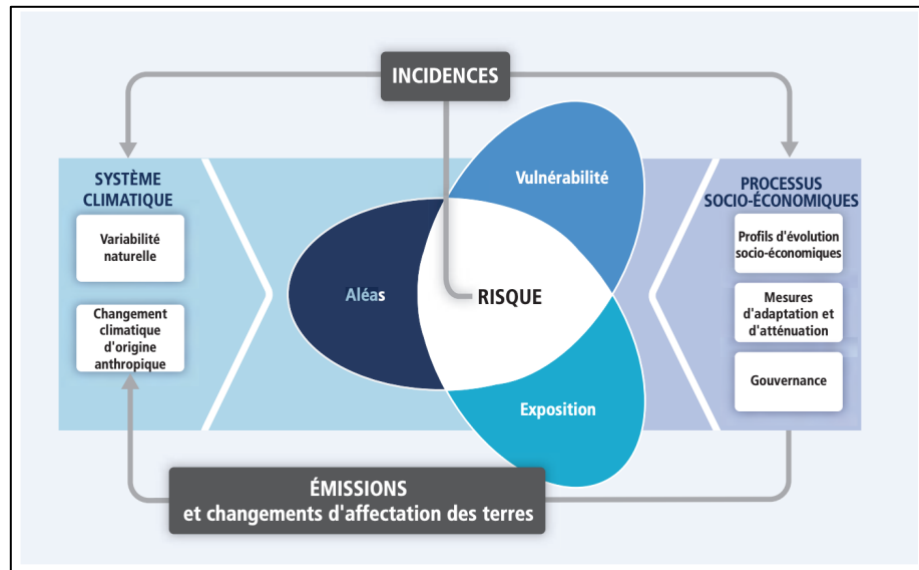 INCIDENCES
SYSTÈME
CLIMATIQUE
Variabilité
naturelle
Changement
climatique
d'origine
anthropique
Aléas
Vulnérabilité
RISQUE
Exposition
PROCESSUS
SOCIO-ÉCONOMIQUES
Profils d'évolution
socio-économiques
Mesures
d'adaptation et
d'atténuation
Gouvernance
ÉMISSIONS
et changements d'affectation des terres